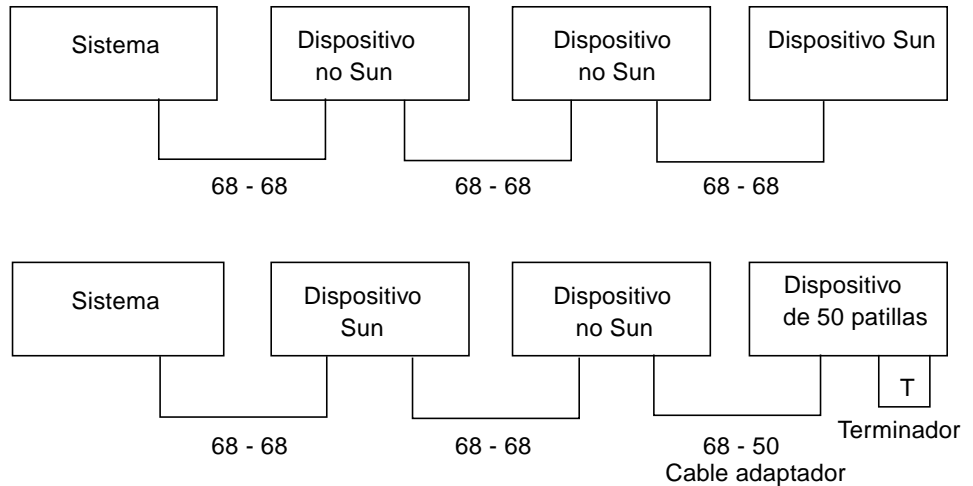 Sistema
Dispositivo
no Sun
Dispositivo
no Sun
Dispositivo Sun
68 - 68
68 - 68
68 - 68
Sistema
Dispositivo
Sun
Dispositivo
no Sun
Dispositivo
de 50 patillas
T
Terminador
68 - 68
68 - 68
68 - 50
Cable adaptador